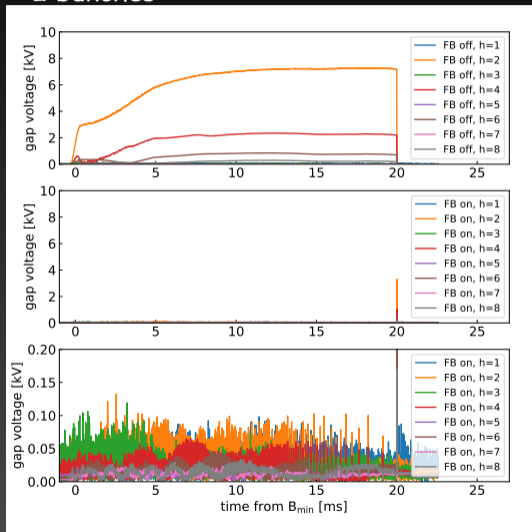 2 bunches
10
8
6
4
2
0
gap voltage [kV]
FB off, h=1
FB off, h=2
FB off, h=3
FB off, h=4
FB off, h=5
FB off, h=6
FB off, h=7
FB off, h=8
0 5 10 15 20 25
10
8
6
4
2
0
gap voltage [kV]
FB on, h=1
FB on, h=2
FB on, h=3
FB on, h=4
FB on, h=5
FB on, h=6
FB on, h=7
FB on, h=8
0 5 10 15 20 25
0.20
0.15
0.10
0.05
0.00
gap voltage [kV]
FB on, h=1
FB on, h=2
FB on, h=3
FB on, h=4
FB on, h=5
FB on, h=6
FB on, h=7
FB on, h=8
0 5 10 15 20 25
time from Bmin [ms]